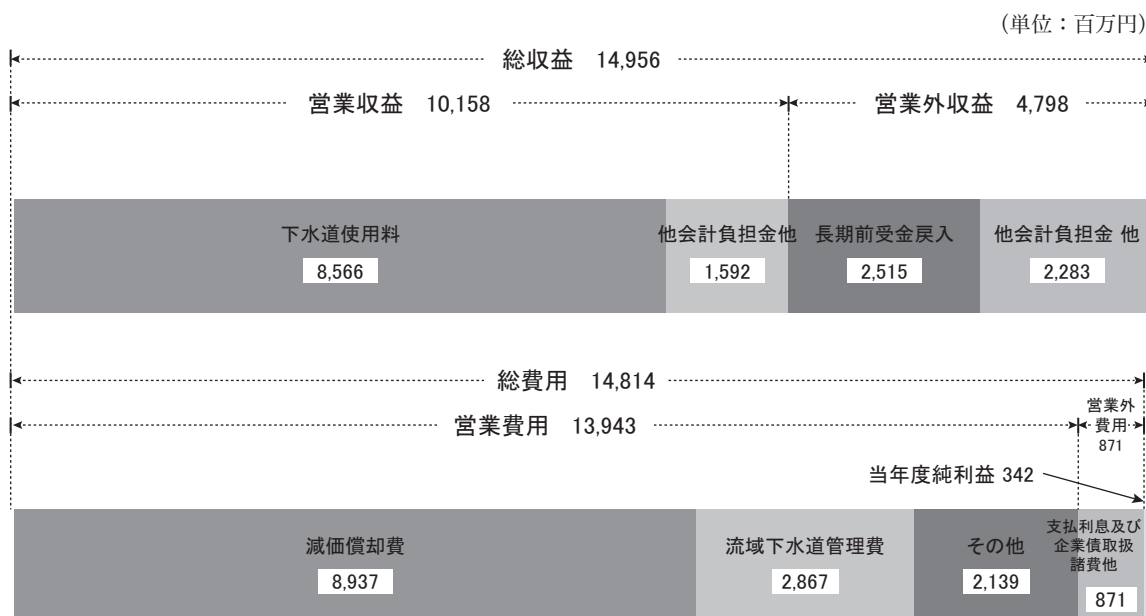 (単位：百万円)
総収益 14,956
営業収益 10,158 営業外収益 4,798
下水道使用料 他会計負担金他 長期前受金戻入 他会計負担金 他
8,566 1,592 2,515 2,283
総費用 14,814
営業費用 13,943
営業外
費用
871
当年度純利益 342
減価償却費 流域下水道管理費 その他
8,937 2,867 2,139
支払利息及び
企業債取扱
諸費他
871